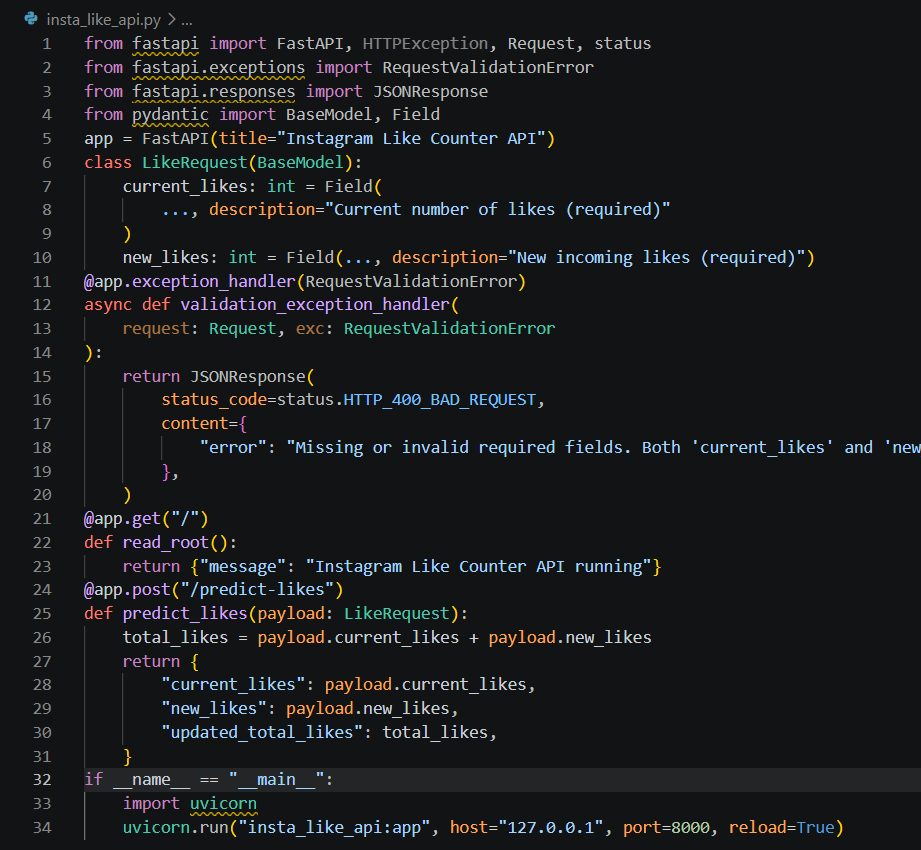 insta_like_api.py > ...
1 from fastapi import FastAPI, HTTPException, Request, status
2 from fastapi.exceptions import RequestValidationError
3 from fastapi.responses import JSONResponse
4 from pydantic import BaseModel, Field
5 app = FastAPI(title="Instagram Like Counter API")
6 class LikeRequest(BaseModel):
7     current_likes: int = Field(
8         ..., description="Current number of likes (required)"
9     )
10     new_likes: int = Field(..., description="New incoming likes (required)")
11 @app.exception_handler(RequestValidationError)
12 async def validation_exception_handler(
13     request: Request, exc: RequestValidationError
14 ):
15     return JSONResponse(
16         status_code=status.HTTP_400_BAD_REQUEST,
17         content={
18             "error": "Missing or invalid required fields. Both 'current_likes' and 'new
19         },
20     )
21 @app.get("/")
22 def read_root():
23     return {"message": "Instagram Like Counter API running"}
24 @app.post("/predict-likes")
25 def predict_likes(payload: LikeRequest):
26     total_likes = payload.current_likes + payload.new_likes
27     return {
28         "current_likes": payload.current_likes,
29         "new_likes": payload.new_likes,
30         "updated_total_likes": total_likes,
31     }
32 if __name__ == "__main__":
33     import uvicorn
34     uvicorn.run("insta_like_api:app", host="127.0.0.1", port=8000, reload=True)